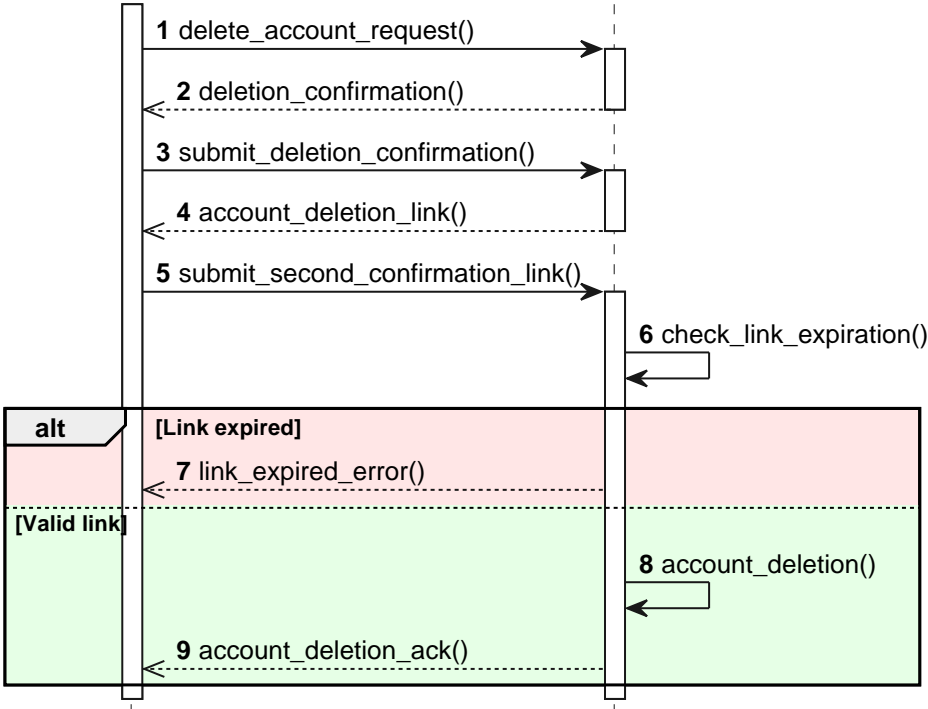 1 delete_account_request()
2 deletion_confirmation()
3 submit_deletion_confirmation()
4 account_deletion_link()
5 submit_second_confirmation_link()
6 check_link_expiration()
alt [Link expired]
7 link_expired_error()
[Valid link]
8 account_deletion()
9 account_deletion_ack()